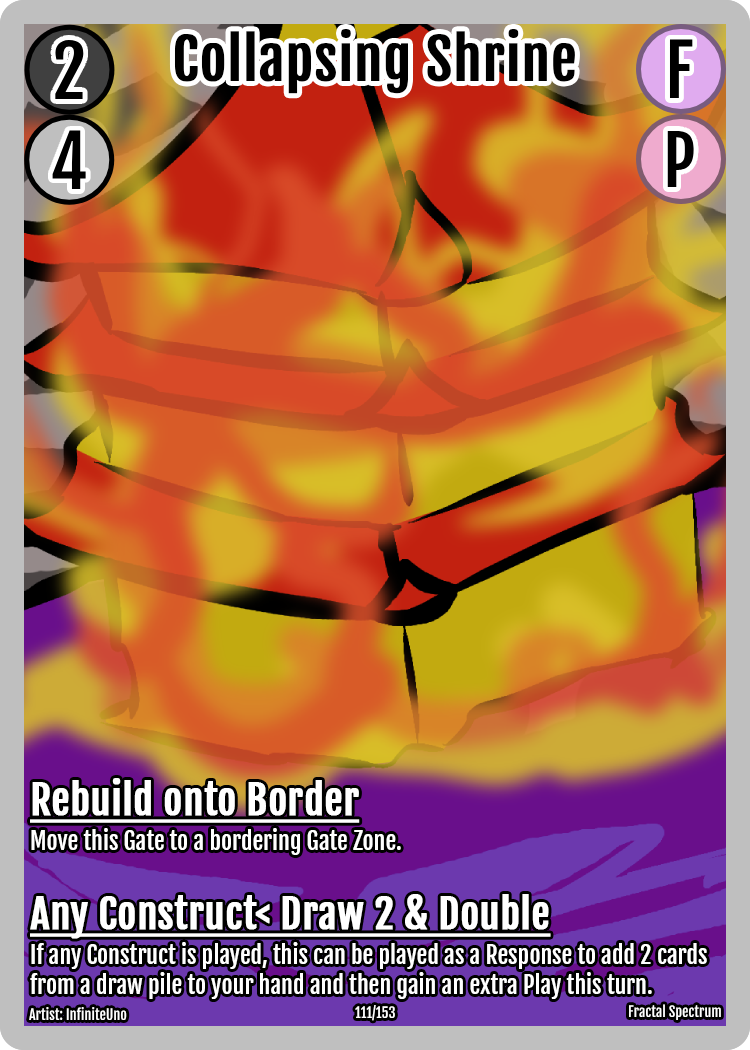 2 Collapsing Shrine F
4 P
Rebuild onto Border
Move this Gate to a bordering Gate Zone.
Any Construct< Draw 2 & Double
If any Construct is played, this can be played as a Response to add 2 cards
from a draw pile to your hand and then gain an extra Play this turn.
Artist: InfiniteUno 111/153 Fractal Spectrum